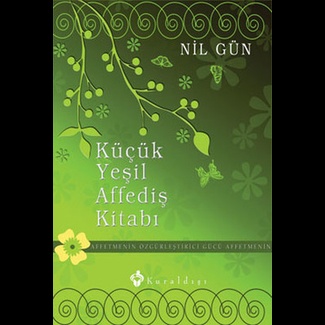 NİL GÜN
Küçük
Yeşil
Affediş
Kitabı
AFFETMENİN ÖZGÜRLEŞTİRİCİ GÜCÜ-AFFETMENİN
Kuraldışı